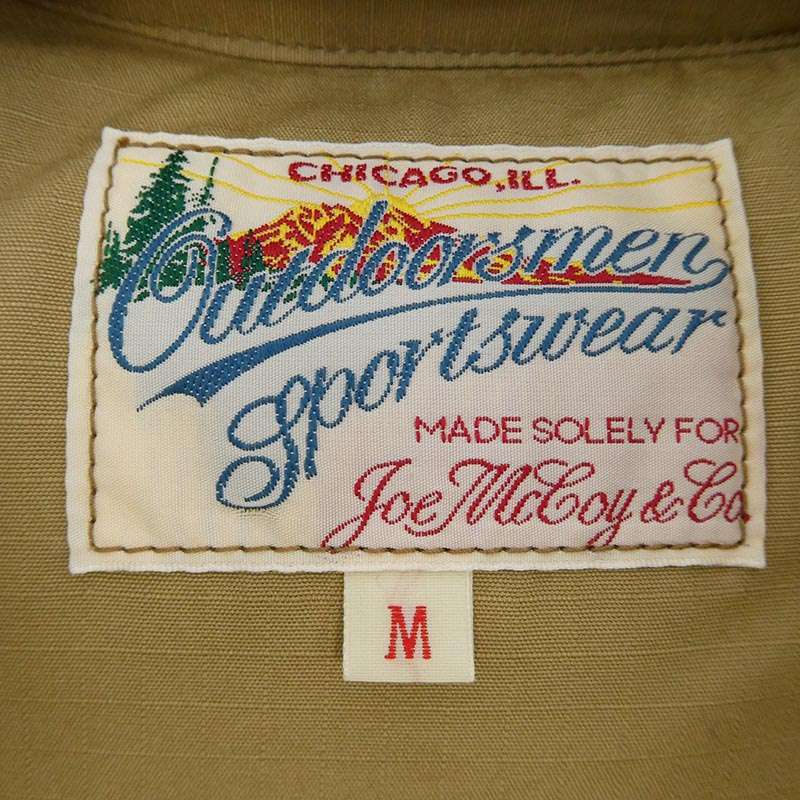 CHICAGO, ILL.
Outdoorsmen
Sportswear
MADE SOLELY FOR
Joe McCoy & Co.
M